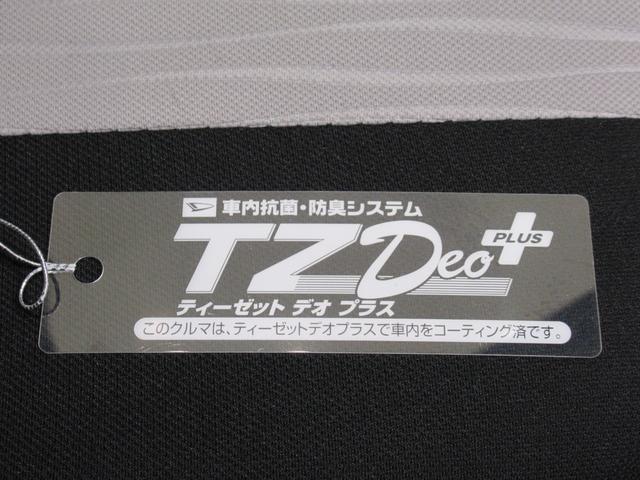 車内抗菌・防臭システム
TZ Deo PLUS
ティーゼット デオ プラス
このクルマは、ティーゼットデオプラスで車内をコーティング済です。